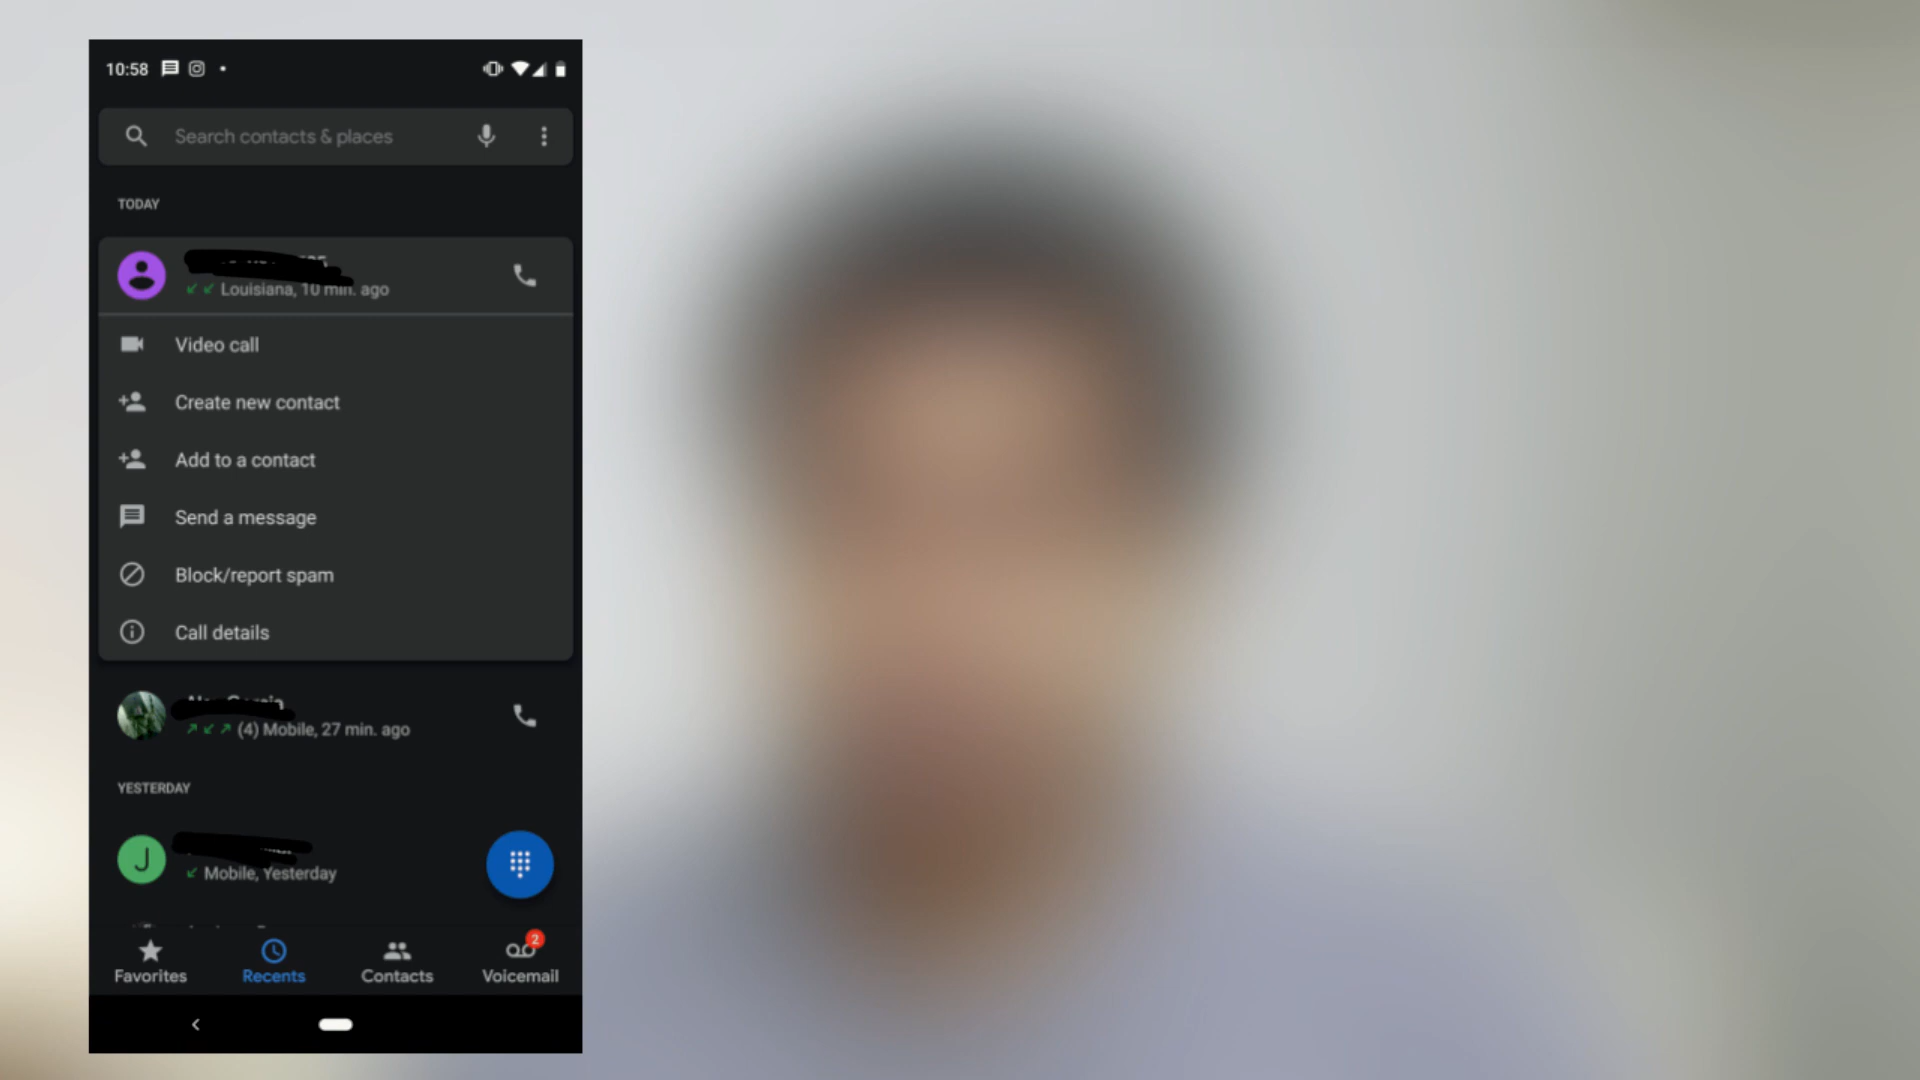 10:58
Search contacts & places
TODAY
Louisiana, 10 min. ago
Video call
Create new contact
Add to a contact
Send a message
Block/report spam
Call details
(4) Mobile, 27 min. ago
YESTERDAY
J
Mobile, Yesterday
2
Favorites Recents Contacts Voicemail